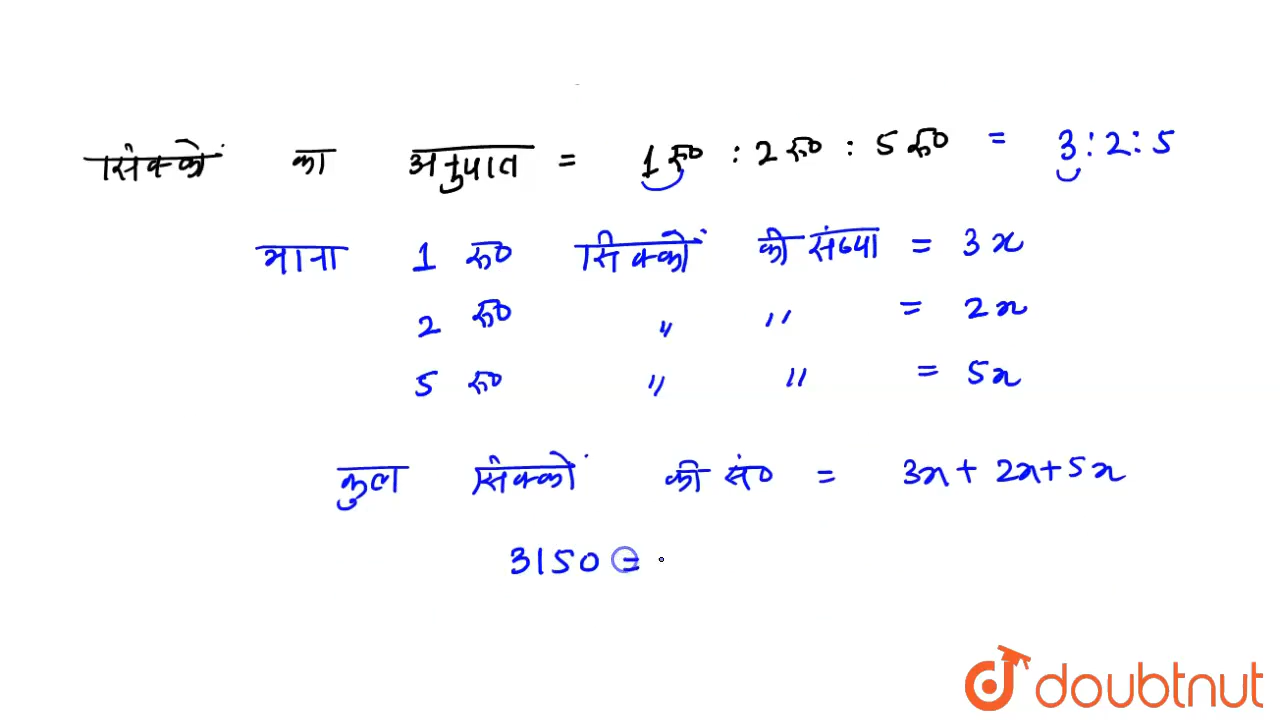 सिक्कों का अनुपात = 1 रु० : 2 रु० : 5 रु० = 3 : 2 : 5
माना 1 रु० सिक्कों की संख्या = 3x
2 रु० " " = 2x
5 रु० " " = 5x
कुल सिक्कों की सं० = 3x + 2x + 5x
3150 =
doubtnut